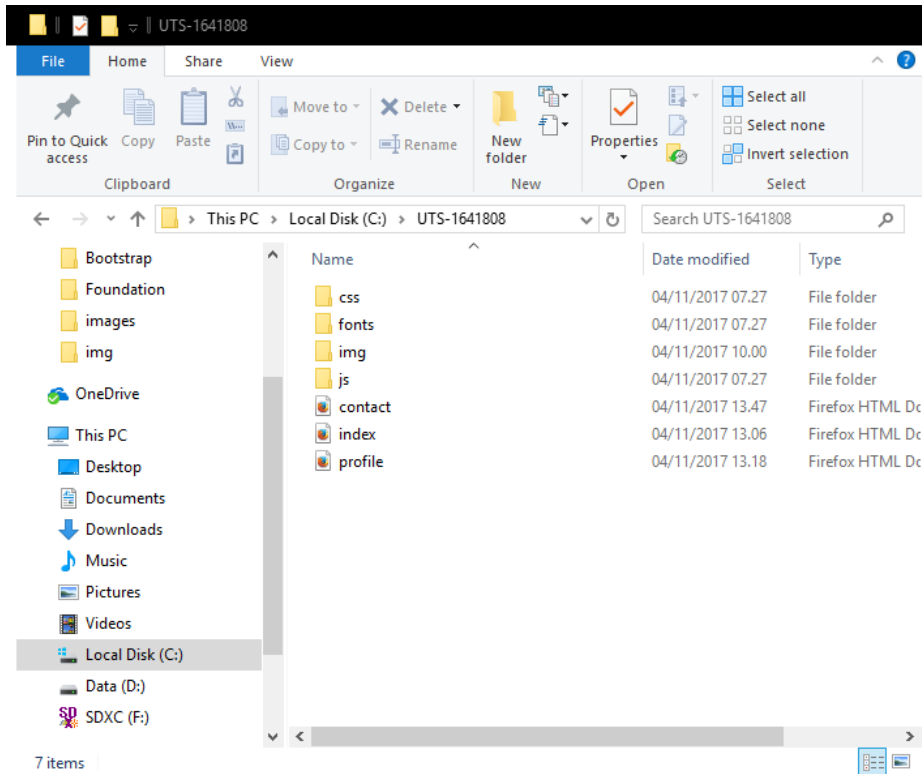 UTS-1641808
File Home Share View
Pin to Quick access
Copy
Paste
Move to
Copy to
Delete
Rename
New folder
Properties
Select all
Select none
Invert selection
Clipboard Organize New Open Select
This PC > Local Disk (C:) > UTS-1641808
Search UTS-1641808
Bootstrap
Foundation
images
img
OneDrive
This PC
Desktop
Documents
Downloads
Music
Pictures
Videos
Local Disk (C:)
Data (D:)
SDXC (F:)
Name Date modified Type
css 04/11/2017 07.27 File folder
fonts 04/11/2017 07.27 File folder
img 04/11/2017 10.00 File folder
js 04/11/2017 07.27 File folder
contact 04/11/2017 13.47 Firefox HTML Dc
index 04/11/2017 13.06 Firefox HTML Dc
profile 04/11/2017 13.18 Firefox HTML Dc
7 items